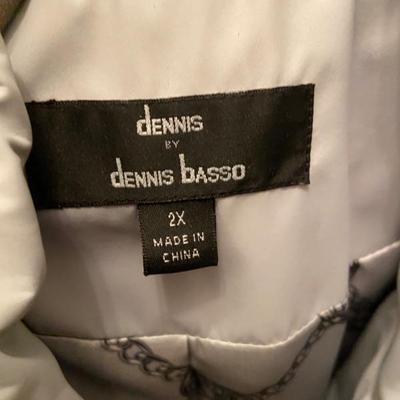 dENNIS
BY
dENNIS bASSO
2X
MADE IN
CHINA